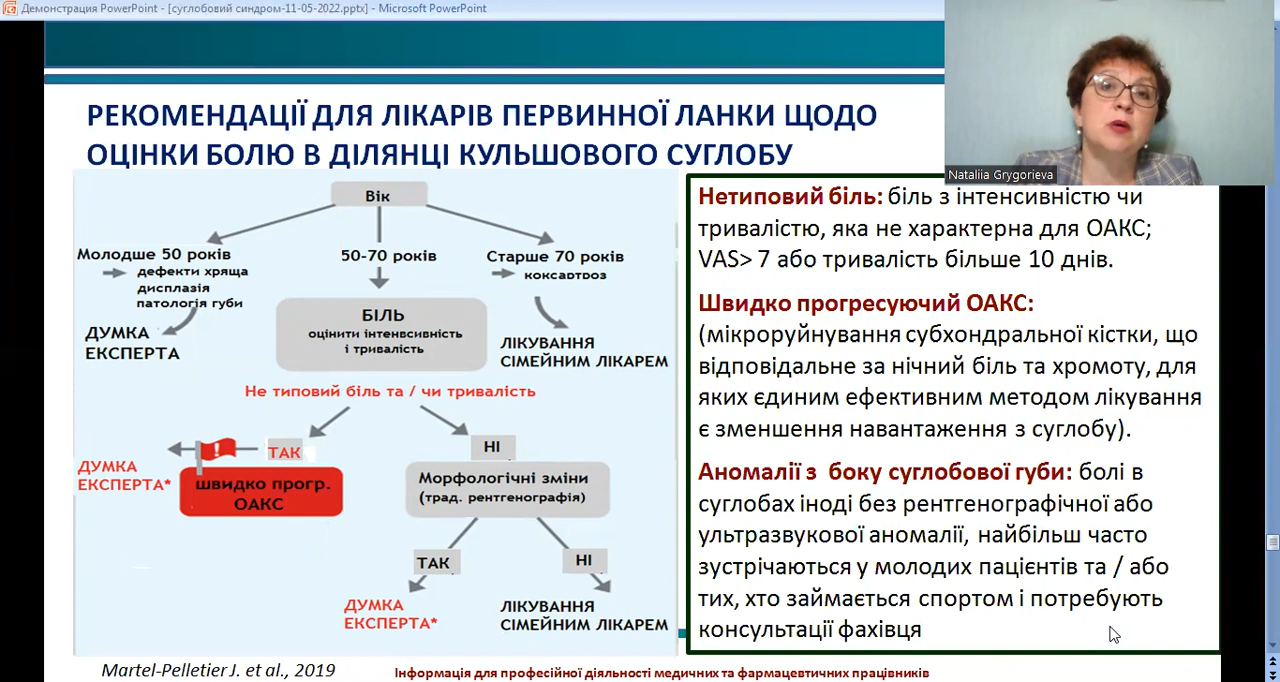 Демонстрация PowerPoint - [суглобовий синдром-11-05-2022.pptx] - Microsoft PowerPoint
РЕКОМЕНДАЦІЇ ДЛЯ ЛІКАРІВ ПЕРВИННОЇ ЛАНКИ ЩОДО
ОЦІНКИ БОЛЮ В ДІЛЯНЦІ КУЛЬШОВОГО СУГЛОБУ
Nataliia Grygorieva
Вік
Молодше 50 років
дефекти хряща
дисплазія
патологія губи
ДУМКА
ЕКСПЕРТА
50-70 років
БІЛЬ
оцінити інтенвсивність
і тривалість
Старше 70 років
коксартроз
ЛІКУВАННЯ
СІМЕЙНИМ ЛІКАРЕМ
Не типовий біль та / чи тривалість
ТАК
ДУМКА
ЕКСПЕРТА*
швидко прогр.
ОАКС
НІ
Морфологічні зміни
(трад. рентгенографія)
ТАК
НІ
ДУМКА
ЕКСПЕРТА*
ЛІКУВАННЯ
СІМЕЙНИМ ЛІКАРЕМ
Нетиповий біль: біль з інтенсивністю чи
тривалістю, яка не характерна для ОАКС;
VAS> 7 або тривалість більше 10 днів.
Швидко прогресуючий ОАКС:
(мікроруйнування субхондральної кістки, що
відповідальне за нічний біль та хромоту, для
яких єдиним ефективним методом лікування
є зменшення навантаження з суглобу).
Аномалії з боку суглобової губи: болі в
суглобах іноді без рентгенографічної або
ультразвукової аномалії, найбільш часто
зустрічаються у молодих пацієнтів та / або
тих, хто займається спортом і потребують
консультації фахівця
Martel-Pelletier J. et al., 2019
Інформація для професійної діяльності медичних та фармацевтичних працівників